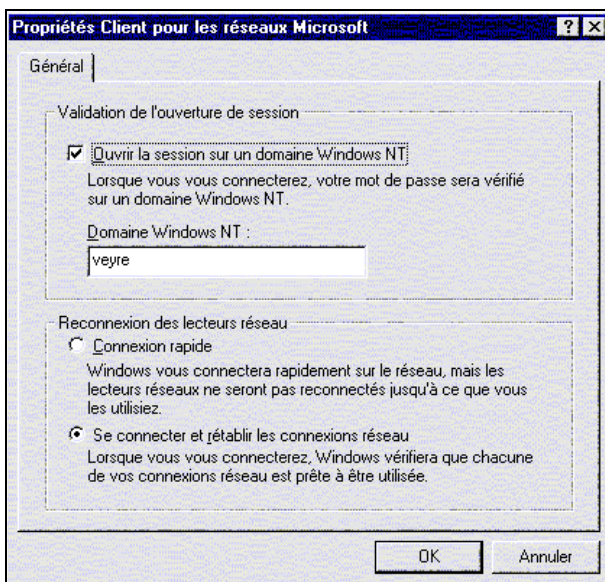 Propriétés Client pour les réseaux Microsoft
Général
Validation de l'ouverture de session
Ouvrir la session sur un domaine Windows NT
Lorsque vous vous connecterez, votre mot de passe sera vérifié
sur un domaine Windows NT.
Domaine Windows NT :
veyre
Reconnexion des lecteurs réseau
Connexion rapide
Windows vous connectera rapidement sur le réseau, mais les
lecteurs réseaux ne seront pas reconnectés jusqu'à ce que vous
les utilisiez.
Se connecter et rétablir les connexions réseau
Lorsque vous vous connecterez, Windows vérifiera que chacune
de vos connexions réseau est prête à être utilisée.
OK
Annuler